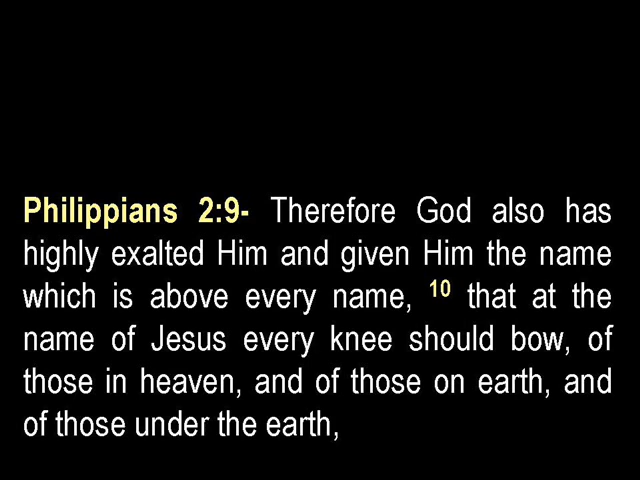 Philippians 2:9- Therefore God also has
highly exalted Him and given Him the name
which is above every name, 10 that at the
name of Jesus every knee should bow, of
those in heaven, and of those on earth, and
of those under the earth,